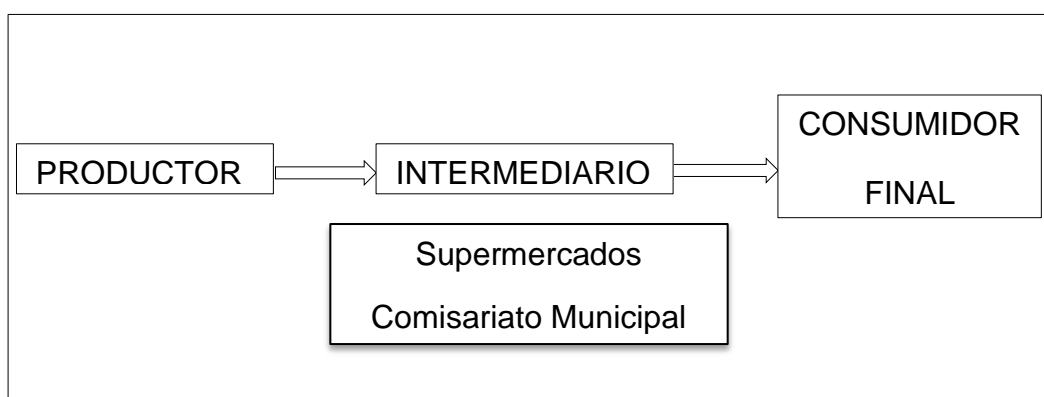 PRODUCTOR
INTERMEDIARIO
CONSUMIDOR
FINAL
Supermercados
Comisariato Municipal